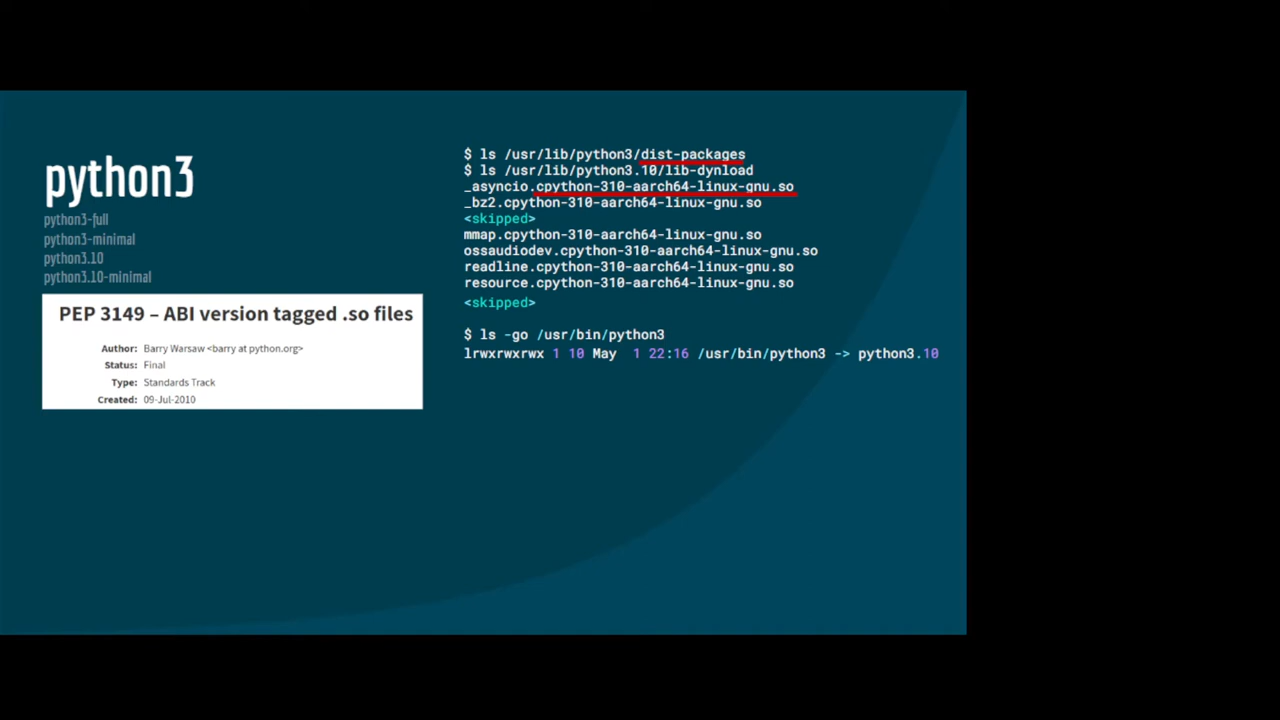 python3
python3-full
python3-minimal
python3.10
python3.10-minimal
PEP 3149 – ABI version tagged .so files
Author: Barry Warsaw <barry at python.org>
Status: Final
Type: Standards Track
Created: 09-Jul-2010
$ ls /usr/lib/python3/dist-packages
$ ls /usr/lib/python3.10/lib-dynload
_asyncio.cpython-310-aarch64-linux-gnu.so
_bz2.cpython-310-aarch64-linux-gnu.so
<skipped>
mmap.cpython-310-aarch64-linux-gnu.so
ossaudiodev.cpython-310-aarch64-linux-gnu.so
readline.cpython-310-aarch64-linux-gnu.so
resource.cpython-310-aarch64-linux-gnu.so
<skipped>
$ ls -go /usr/bin/python3
lrwxrwxrwx 1 10 May  1 22:16 /usr/bin/python3 -> python3.10